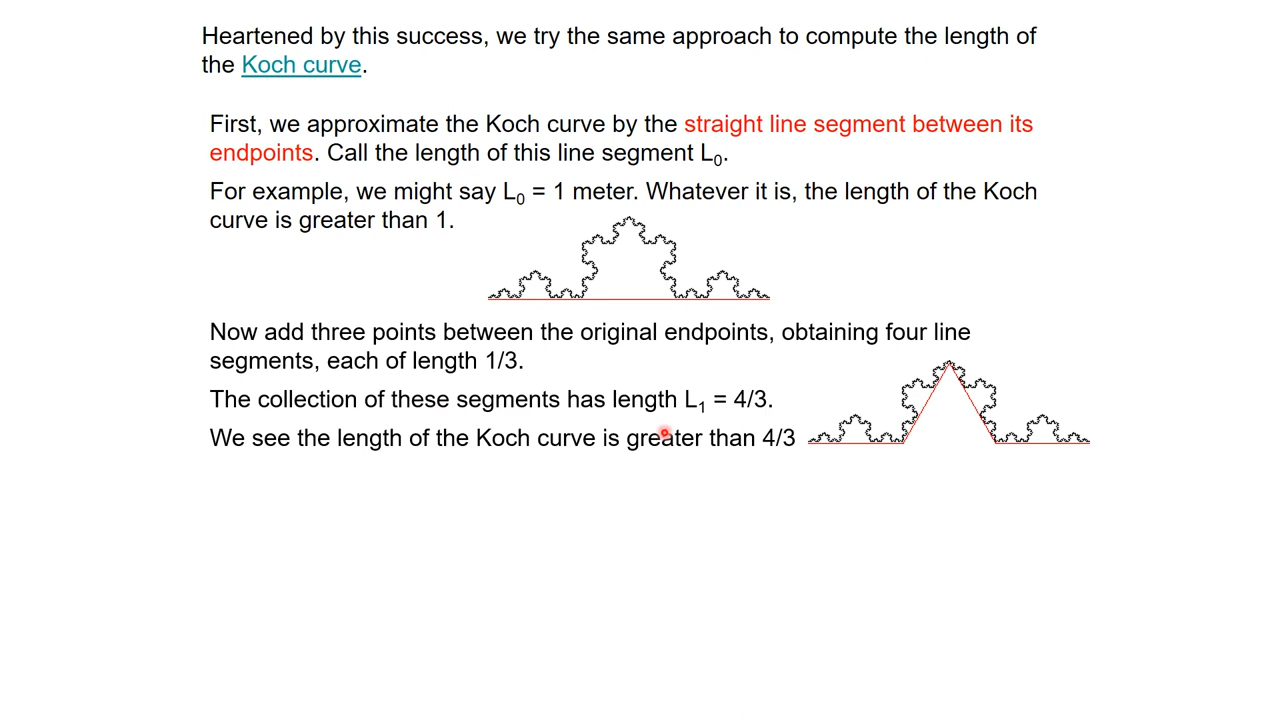 Heartened by this success, we try the same approach to compute the length of
the Koch curve.
First, we approximate the Koch curve by the straight line segment between its
endpoints. Call the length of this line segment L₀.
For example, we might say L₀ = 1 meter. Whatever it is, the length of the Koch
curve is greater than 1.
Now add three points between the original endpoints, obtaining four line
segments, each of length 1/3.
The collection of these segments has length L₁ = 4/3.
We see the length of the Koch curve is greater than 4/3